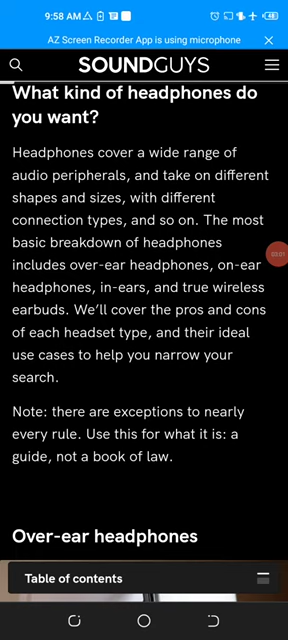 9:58 AM
48
AZ Screen Recorder App is using microphone
SOUNDGUYS
What kind of headphones do
you want?
Headphones cover a wide range of
audio peripherals, and take on different
shapes and sizes, with different
connection types, and so on. The most
basic breakdown of headphones
includes over-ear headphones, on-ear
headphones, in-ears, and true wireless
earbuds. We’ll cover the pros and cons
of each headset type, and their ideal
use cases to help you narrow your
search.
03:01
Note: there are exceptions to nearly
every rule. Use this for what it is: a
guide, not a book of law.
Over-ear headphones
Table of contents